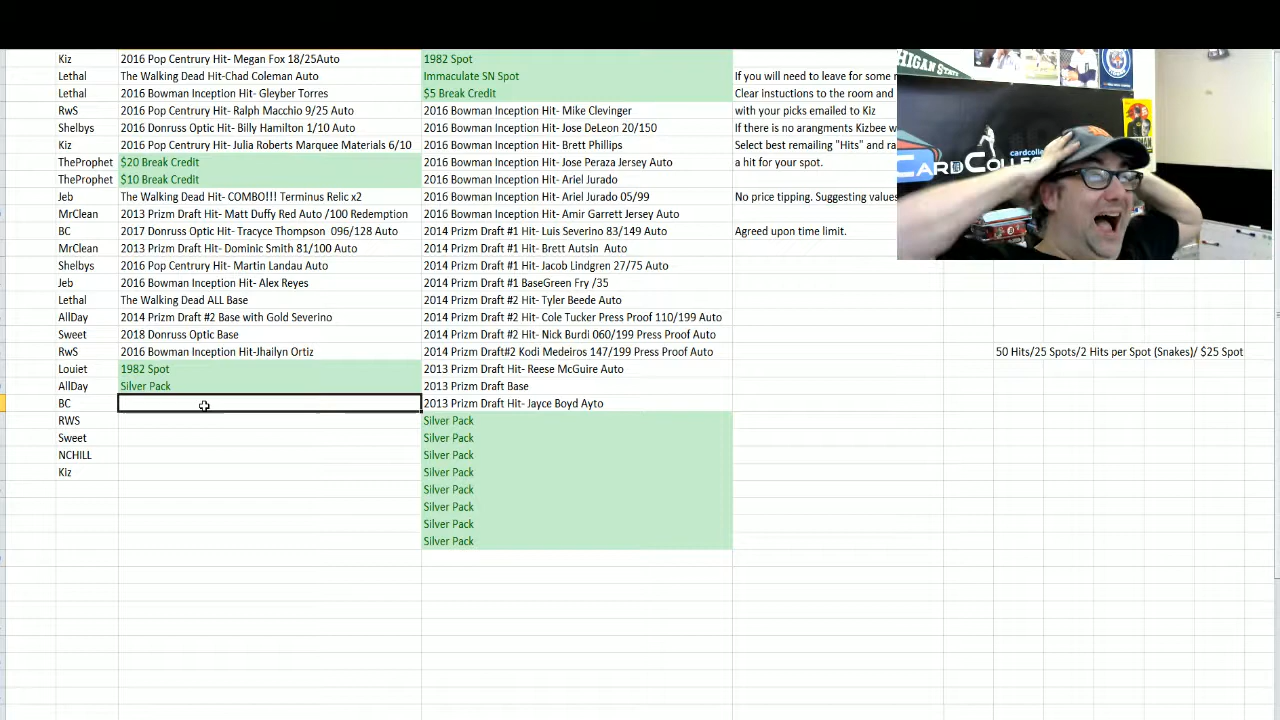 Kiz 2016 Pop Centrury Hit- Megan Fox 18/25Auto 1982 Spot
Lethal The Walking Dead Hit-Chad Coleman Auto Immaculate SN Spot If you will need to leave for some
Lethal 2016 Bowman Inception Hit- Gleyber Torres $5 Break Credit Clear instuctions to the room and
RwS 2016 Pop Centrury Hit- Ralph Macchio 9/25 Auto 2016 Bowman Inception Hit- Mike Clevinger with your picks emailed to Kiz
Shelbys 2016 Donruss Optic Hit- Billy Hamilton 1/10 Auto 2016 Bowman Inception Hit- Jose DeLeon 20/150 If there is no arangments Kizbee w
Kiz 2016 Pop Centrury Hit- Julia Roberts Marquee Materials 6/10 2016 Bowman Inception Hit- Brett Phillips Select best remailing "Hits" and ra
TheProphet $20 Break Credit 2016 Bowman Inception Hit- Jose Peraza Jersey Auto a hit for your spot.
TheProphet $10 Break Credit 2016 Bowman Inception Hit- Ariel Jurado
Jeb The Walking Dead Hit- COMBO!!! Terminus Relic x2 2016 Bowman Inception Hit- Ariel Jurado 05/99 No price tipping. Suggesting values
MrClean 2013 Prizm Draft Hit- Matt Duffy Red Auto /100 Redemption 2016 Bowman Inception Hit- Amir Garrett Jersey Auto
BC 2017 Donruss Optic Hit- Tracyce Thompson 096/128 Auto 2014 Prizm Draft #1 Hit- Luis Severino 83/149 Auto Agreed upon time limit.
MrClean 2013 Prizm Draft Hit- Dominic Smith 81/100 Auto 2014 Prizm Draft #1 Hit- Brett Autsin Auto
Shelbys 2016 Pop Centrury Hit- Martin Landau Auto 2014 Prizm Draft #1 Hit- Jacob Lindgren 27/75 Auto
Jeb 2016 Bowman Inception Hit- Alex Reyes 2014 Prizm Draft #1 BaseGreen Fry /35
Lethal The Walking Dead ALL Base 2014 Prizm Draft #2 Hit- Tyler Beede Auto
AllDay 2014 Prizm Draft #2 Base with Gold Severino 2014 Prizm Draft #2 Hit- Cole Tucker Press Proof 110/199 Auto
Sweet 2018 Donruss Optic Base 2014 Prizm Draft #2 Hit- Nick Burdi 060/199 Press Proof Auto
RwS 2016 Bowman Inception Hit-Jhailyn Ortiz 2014 Prizm Draft#2 Kodi Medeiros 147/199 Press Proof Auto 50 Hits/25 Spots/2 Hits per Spot (Snakes)/ $25 Spot
Louiet 1982 Spot 2013 Prizm Draft Hit- Reese McGuire Auto
AllDay Silver Pack 2013 Prizm Draft Base
BC 2013 Prizm Draft Hit- Jayce Boyd Ayto
RWS Silver Pack
Sweet Silver Pack
NCHILL Silver Pack
Kiz Silver Pack
Silver Pack
Silver Pack
Silver Pack
Silver Pack
HIGAN STATE
CARDCOLLEC